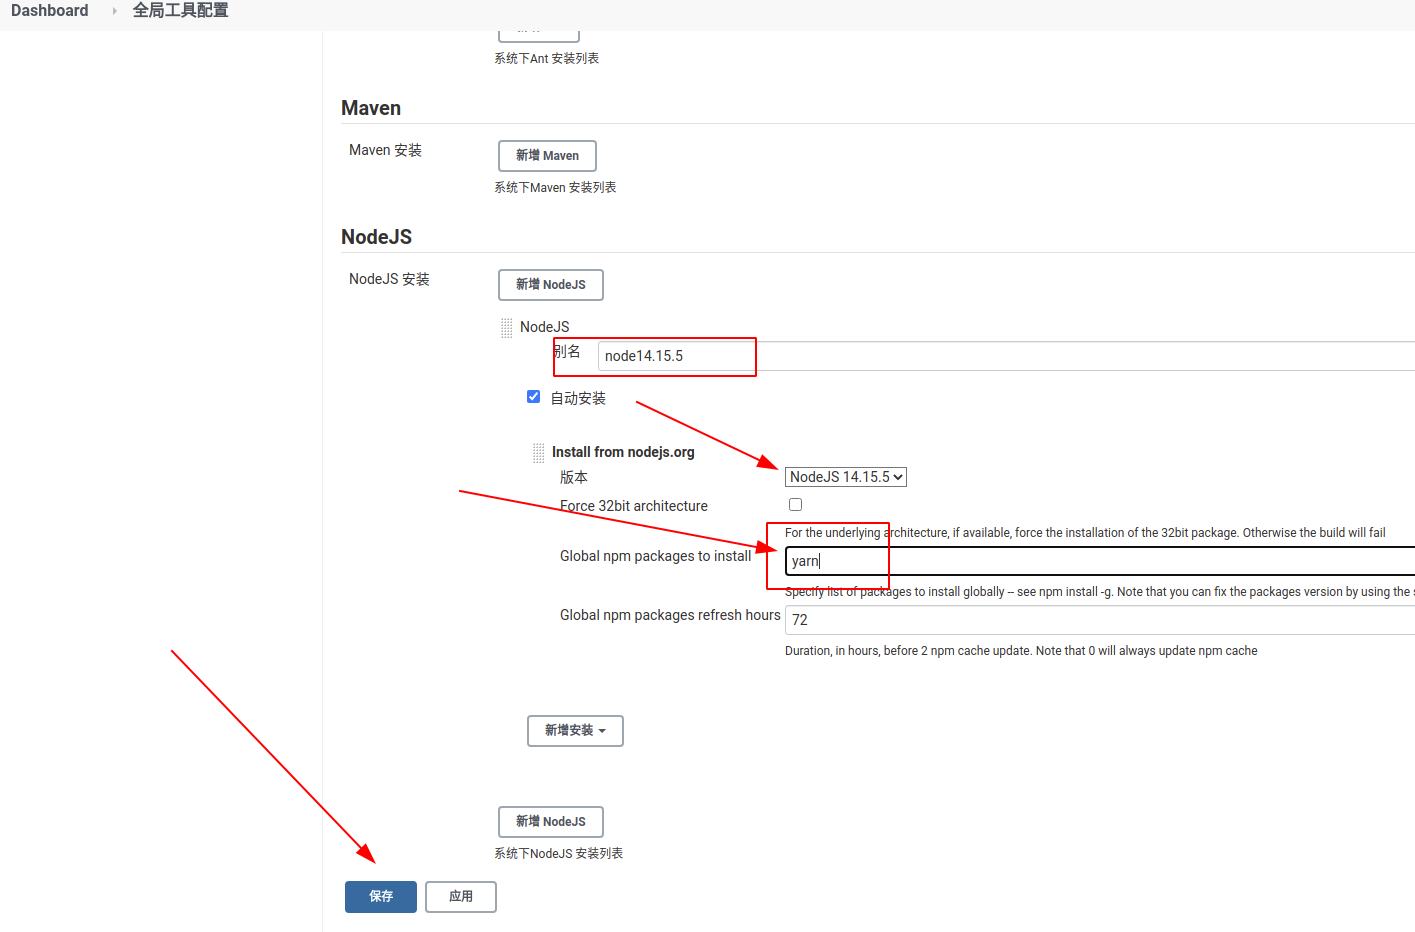 Dashboard 全局工具配置
系统下Ant 安装列表
Maven
Maven 安装
新增 Maven
系统下Maven 安装列表
NodeJS
NodeJS 安装
新增 NodeJS
NodeJS
别名 node14.15.5
自动安装
Install from nodejs.org
版本 NodeJS 14.15.5
Force 32bit architecture
For the underlying architecture, if available, force the installation of the 32bit package. Otherwise the build will fail
Global npm packages to install yarn
Specify list of packages to install globally -- see npm install -g. Note that you can fix the packages version by using the
Global npm packages refresh hours 72
Duration, in hours, before 2 npm cache update. Note that 0 will always update npm cache
新增安装
新增 NodeJS
系统下NodeJS 安装列表
保存 应用